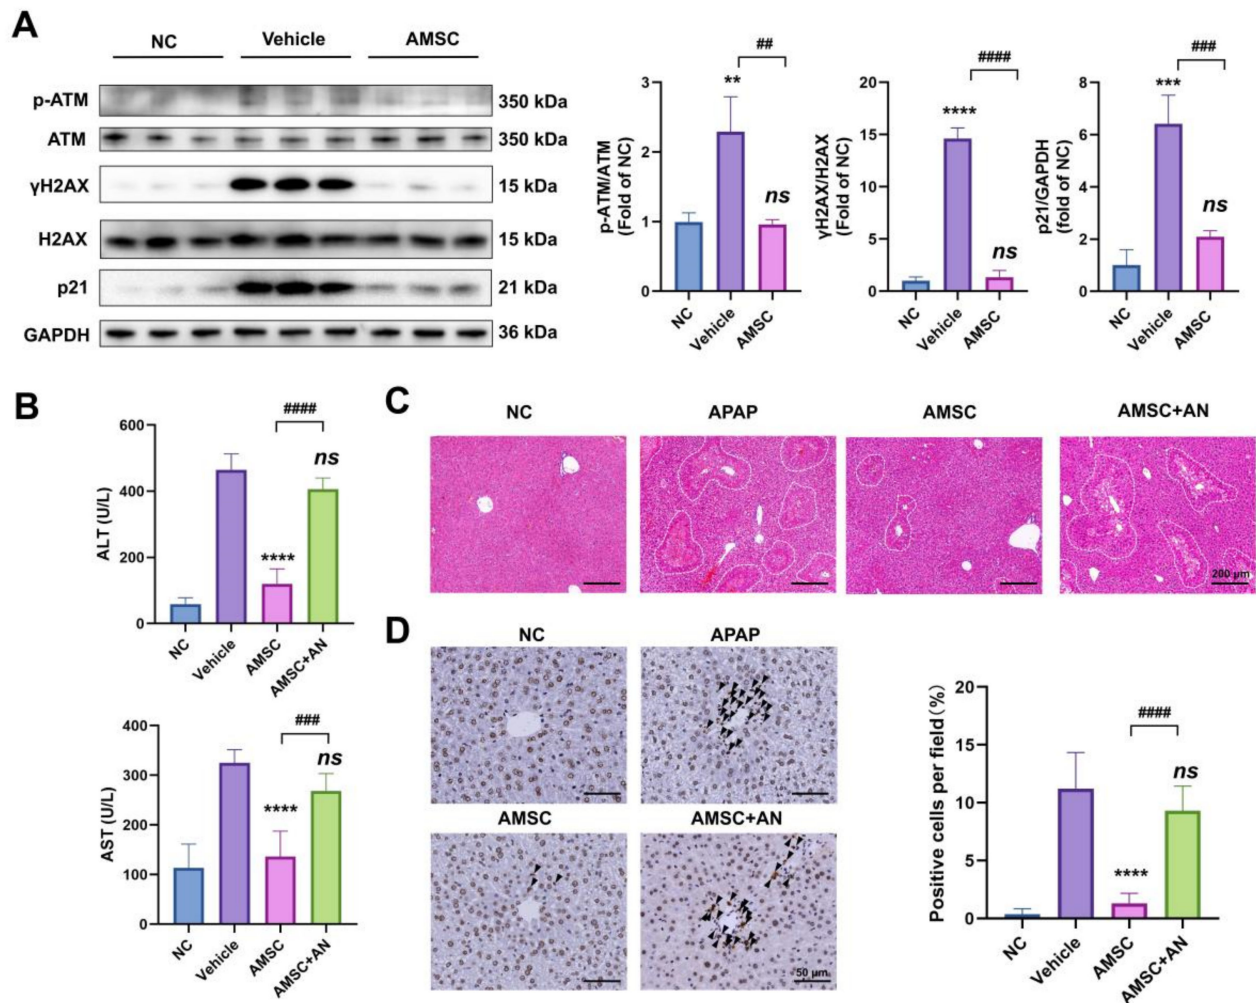 A
NC Vehicle AMSC
p-ATM 350 kDa
ATM 350 kDa
γH2AX 15 kDa
H2AX 15 kDa
p21 21 kDa
GAPDH 36 kDa
p-ATM/ATM
(Fold of NC)
3
2
1
0
##
**
ns
NC Vehicle AMSC
γH2AX/H2AX
(Fold of NC)
20
15
10
5
0
####
****
ns
NC Vehicle AMSC
p21/GAPDH
(fold of NC)
8
6
4
2
0
###
***
ns
NC Vehicle AMSC
B
ALT (U/L)
600
400
200
0
####
ns
****
NC Vehicle AMSC AMSC+AN
AST (U/L)
400
300
200
100
0
###
ns
****
NC Vehicle AMSC AMSC+AN
C
NC APAP AMSC AMSC+AN
200 μm
D
NC APAP
AMSC AMSC+AN
50 μm
Positive cells per field(%)
20
15
10
5
0
####
ns
****
NC Vehicle AMSC AMSC+AN